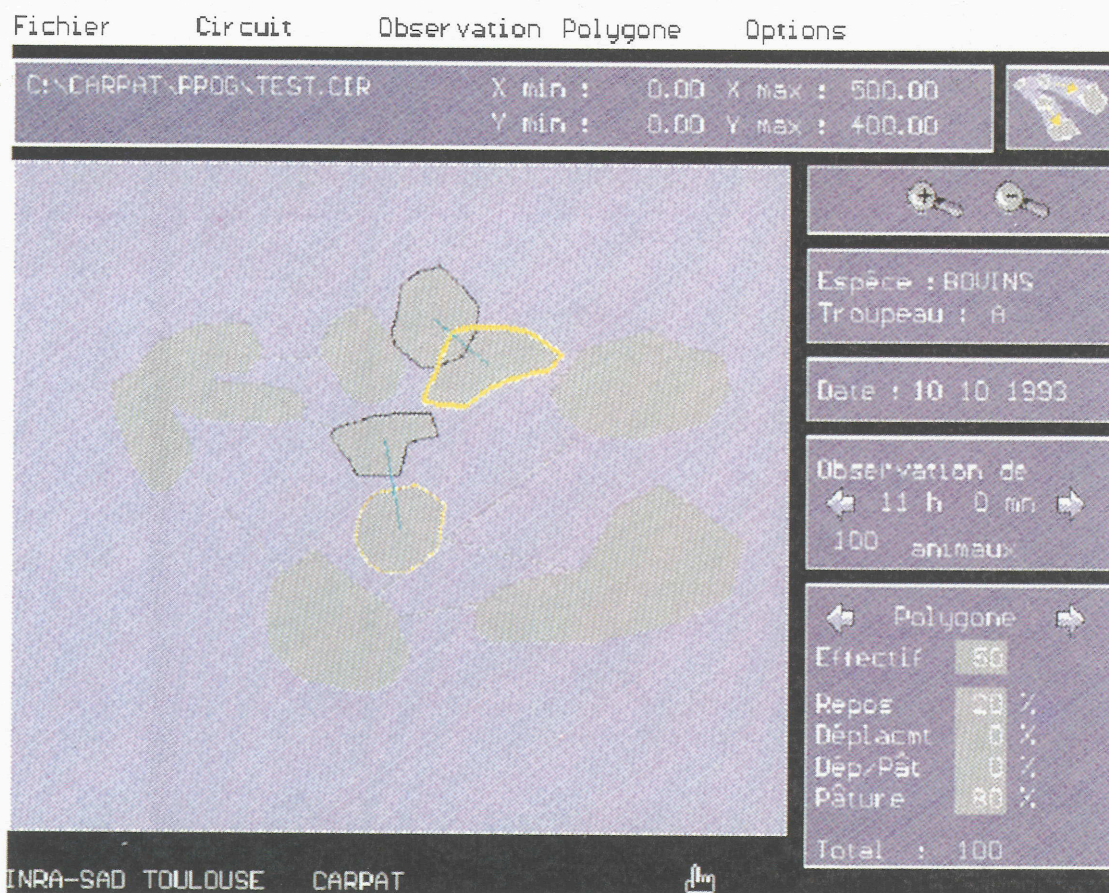 Fichier Circuit Observation Polygone Options
C:\CARPAT\PROG\TEST.CIR X min : 0.00 X max : 500.00
Y min : 0.00 Y max : 400.00
Espèce : BOVINS
Troupeau : A
Date : 10 10 1993
Observation de
11 h 0 mn
100 animaux
Polygone
Effectif 50
Repos 20 %
Déplacmt 0 %
Dép/Pât 0 %
Pâture 80 %
Total : 100
INRA-SAD TOULOUSE CARPAT